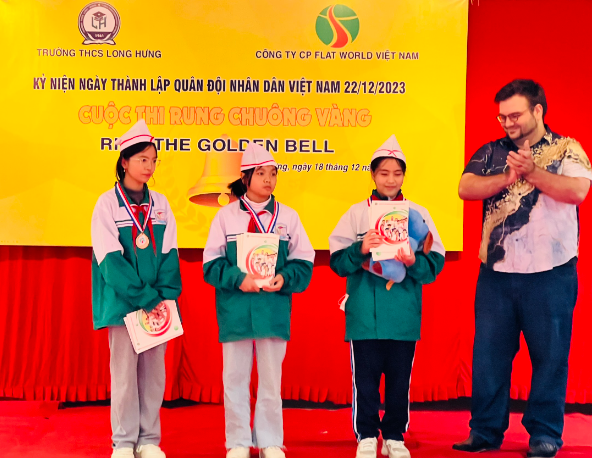 TRƯỜNG THCS LONG HƯNG
CÔNG TY CP FLAT WORLD VIỆT NAM
KỶ NIỆN NGÀY THÀNH LẬP QUÂN ĐỘI NHÂN DÂN VIỆT NAM 22/12/2023
CUỘC THI RUNG CHUÔNG VÀNG
THE GOLDEN BELL
ngày 18 tháng 12